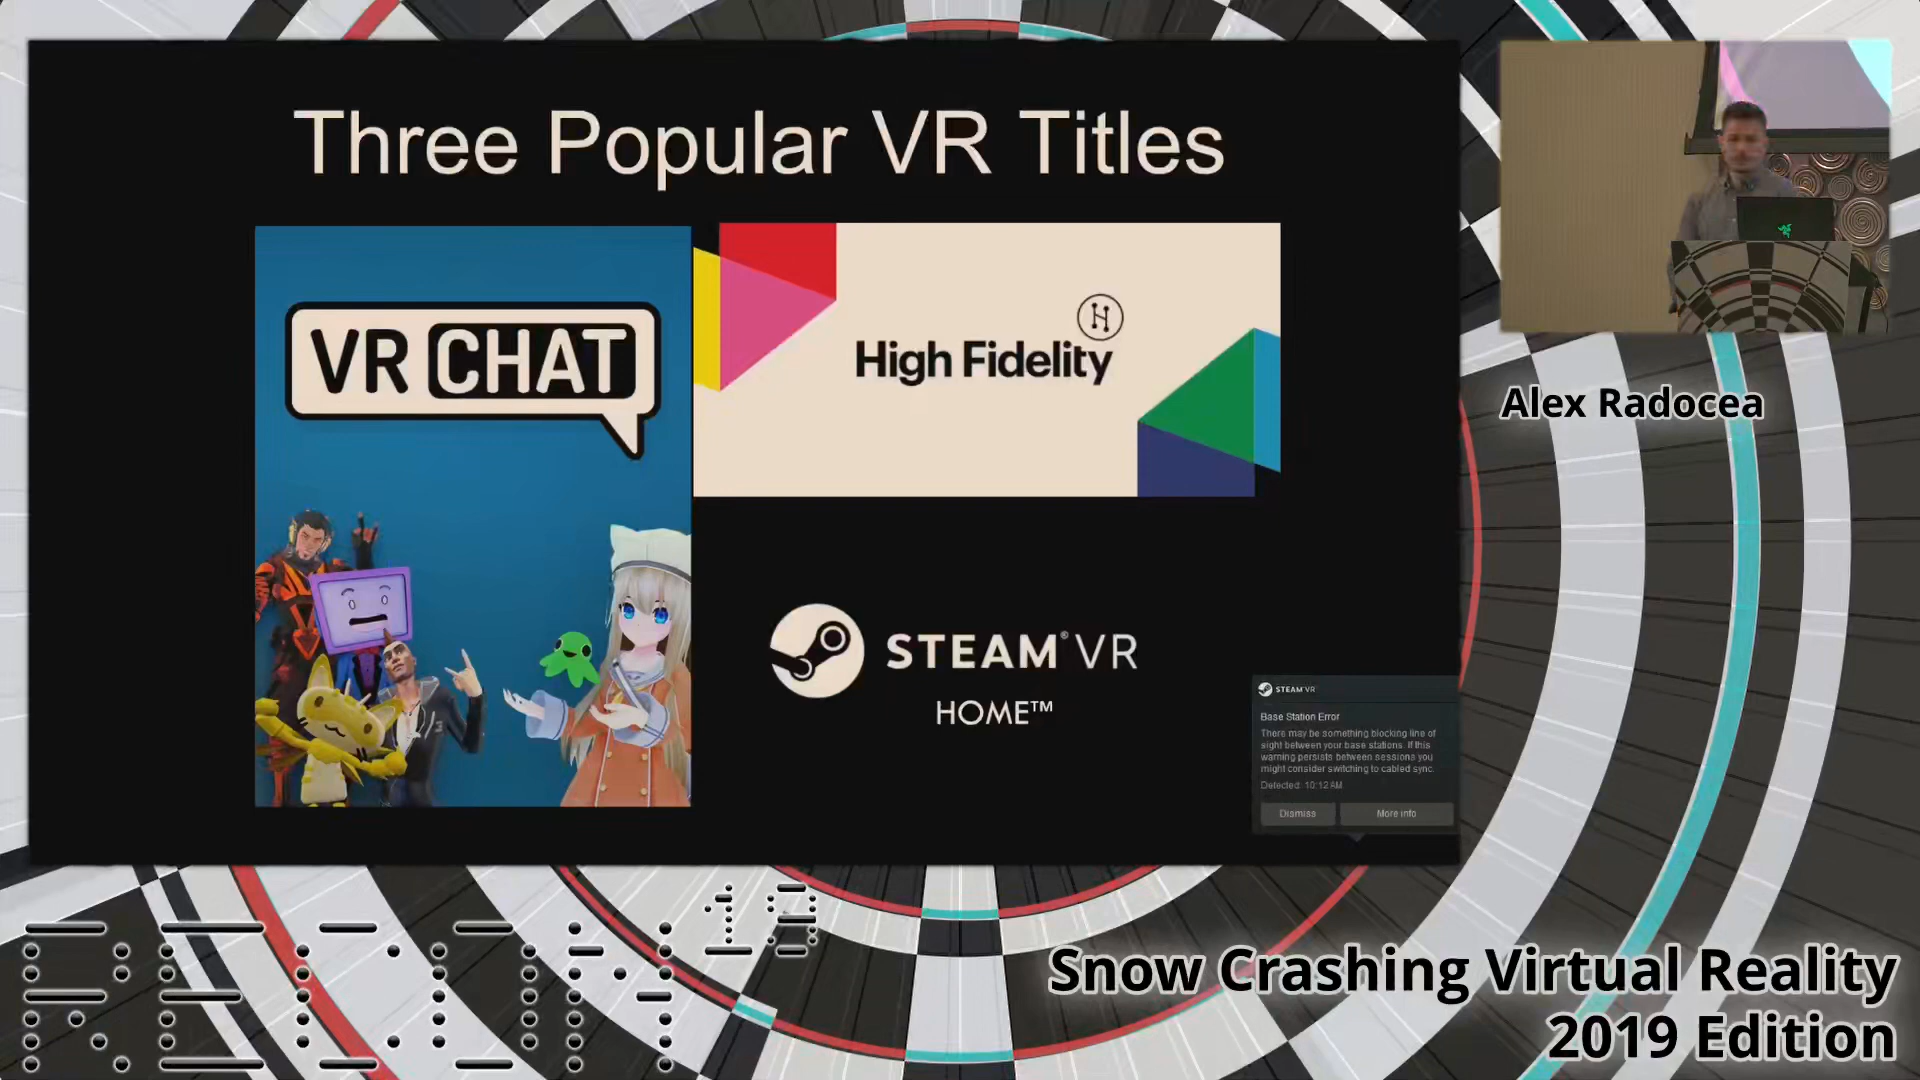 Three Popular VR Titles
VR CHAT
High Fidelity
H
STEAM® VR
HOME™
STEAM VR
Base Station Error
There may be something blocking line of
sight between your base stations. If this
warning persists between sessions you
might consider switching to cabled sync.
Detected: 10:12 AM
Dismiss
More info
Alex Radocea
RECON 19
Snow Crashing Virtual Reality
2019 Edition